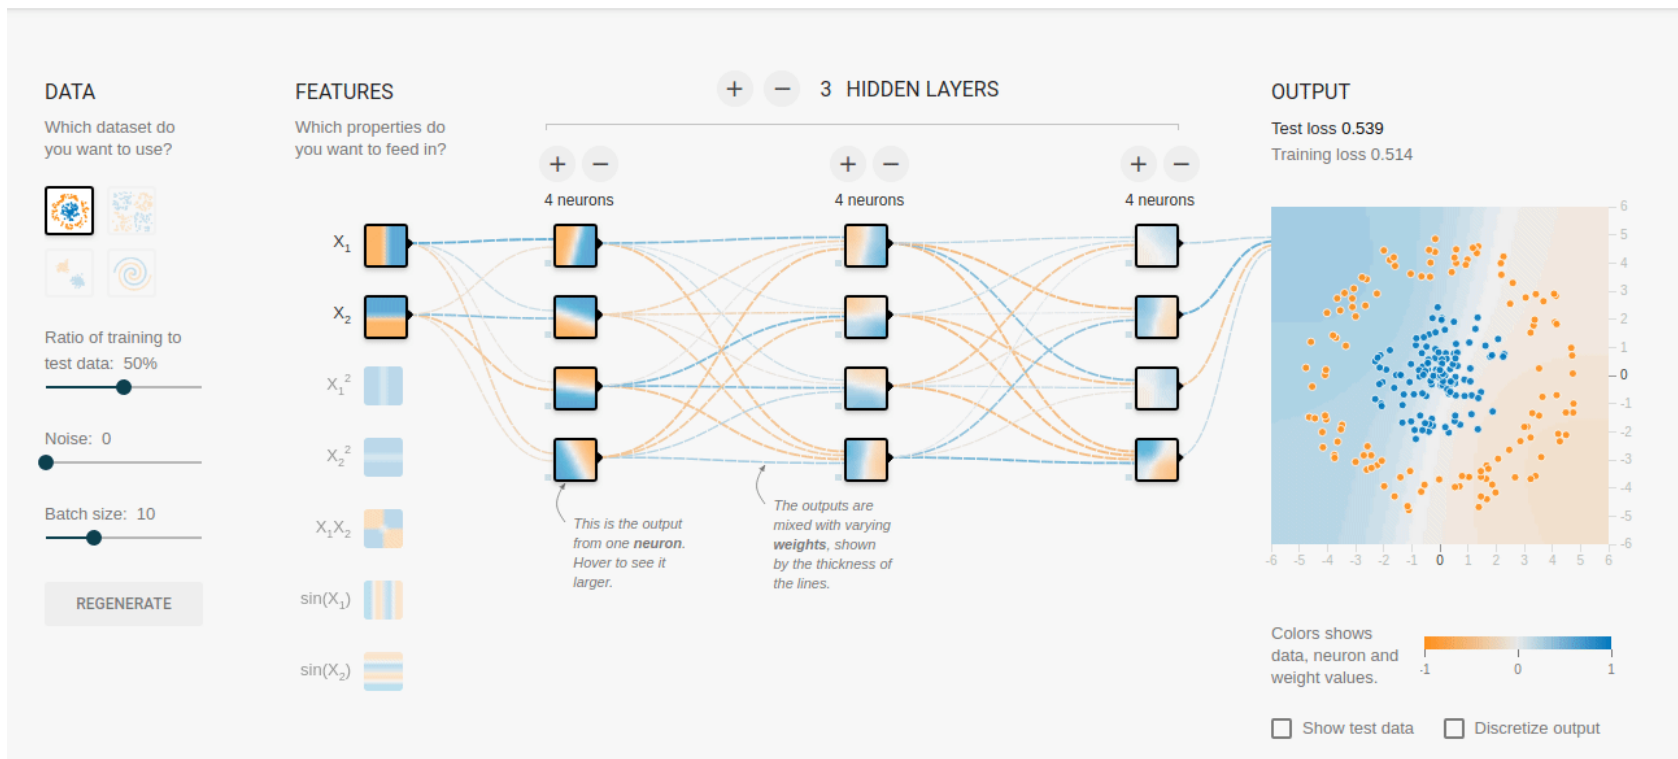 DATA
Which dataset do
you want to use?
Ratio of training to
test data: 50%
Noise: 0
Batch size: 10
REGENERATE
FEATURES
Which properties do
you want to feed in?
X1
X2
X1²
X2²
X1X2
sin(X1)
sin(X2)
+ − 3 HIDDEN LAYERS
+ −
4 neurons
+ −
4 neurons
+ −
4 neurons
This is the output
from one neuron.
Hover to see it
larger.
The outputs are
mixed with varying
weights, shown
by the thickness of
the lines.
OUTPUT
Test loss 0.539
Training loss 0.514
6
5
4
3
2
1
0
-1
-2
-3
-4
-5
-6
-6 -5 -4 -3 -2 -1 0 1 2 3 4 5 6
Colors shows
data, neuron and
weight values.
-1 0 1
Show test data
Discretize output